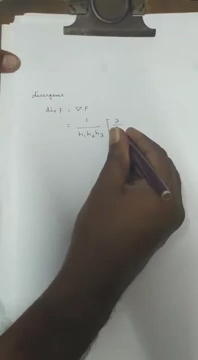 divergence
div F = ∇.F
= 1 / h₁h₂h₃ [ ∂